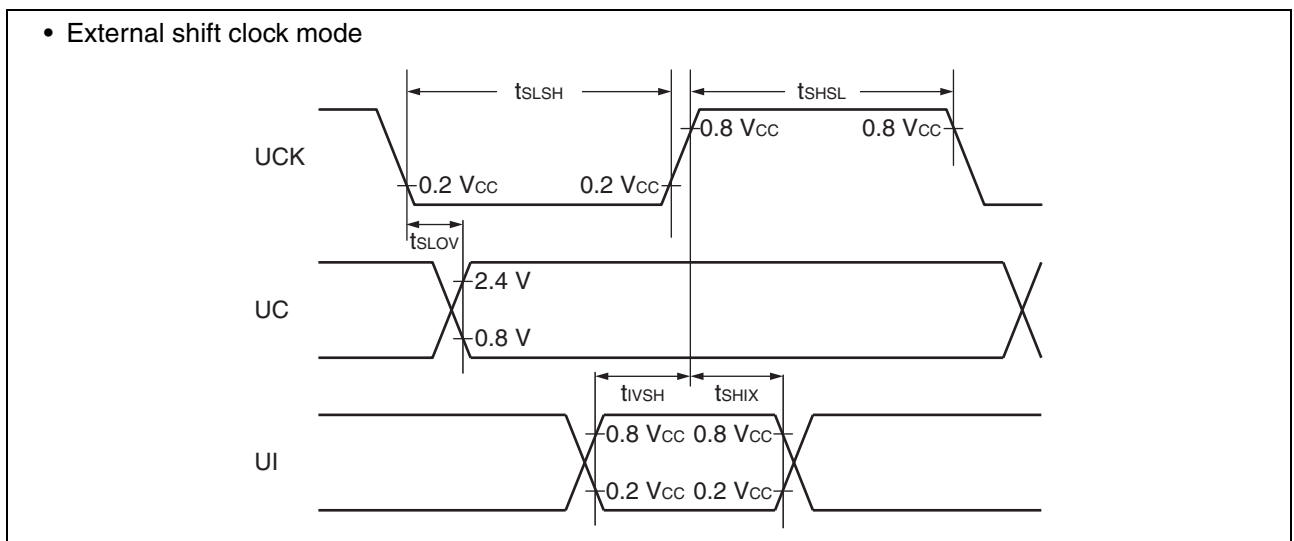 • External shift clock mode
tSLSH tSHSL
0.8 VCC 0.8 VCC
UCK
0.2 VCC 0.2 VCC
tSLOV
2.4 V
UC
0.8 V
tIVSH tSHIX
0.8 VCC 0.8 VCC
UI
0.2 VCC 0.2 VCC